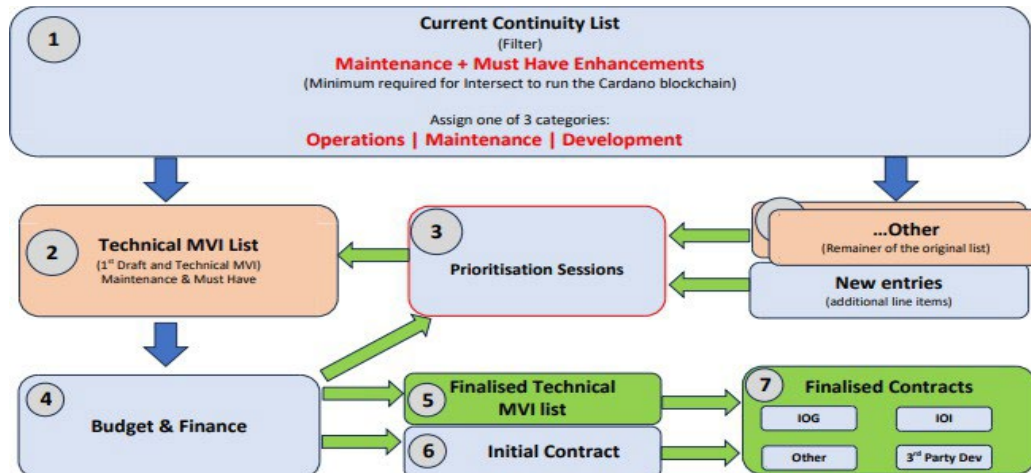 1
Current Continuity List
(Filter)
Maintenance + Must Have Enhancements
(Minimum required for Intersect to run the Cardano blockchain)
Assign one of 3 categories:
Operations | Maintenance | Development
2
Technical MVI List
(1st Draft and Technical MVI)
Maintenance & Must Have
3
Prioritisation Sessions
...Other
(Remainer of the original list)
New entries
(additional line items)
4
Budget & Finance
5
Finalised Technical
MVI list
6
Initial Contract
7
Finalised Contracts
IOG
IOI
Other
3rd Party Dev